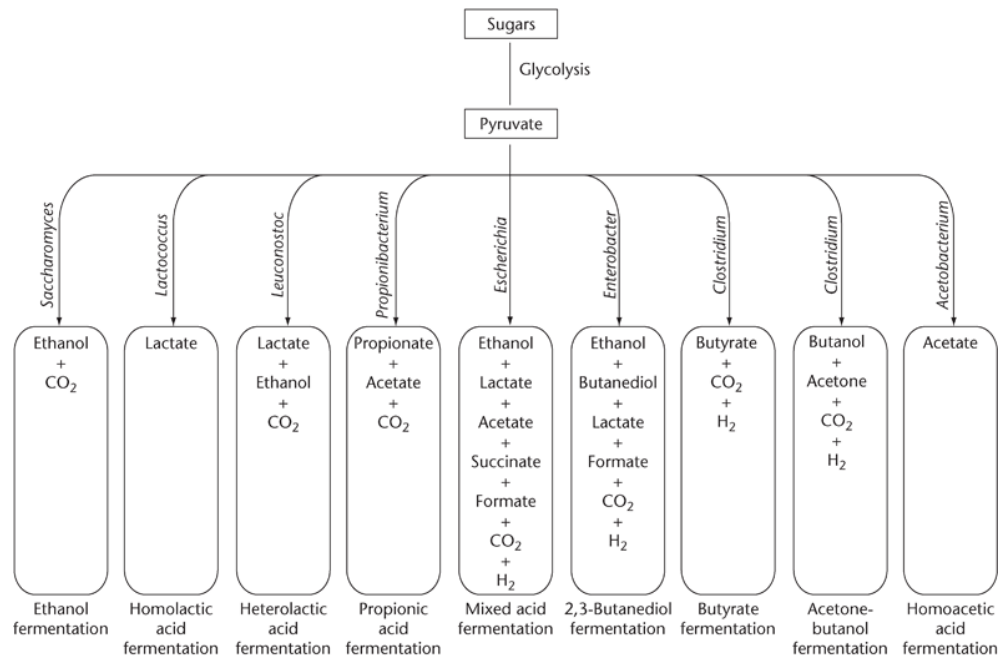 Sugars
Glycolysis
Pyruvate
Saccharomyces
Lactococcus
Leuconostoc
Propionibacterium
Escherichia
Enterobacter
Clostridium
Clostridium
Acetobacterium
Ethanol
+
CO₂
Lactate
Lactate
+
Ethanol
+
CO₂
Propionate
+
Acetate
+
CO₂
Ethanol
+
Lactate
+
Acetate
+
Succinate
+
Formate
+
CO₂
+
H₂
Ethanol
+
Butanediol
+
Lactate
+
Formate
+
CO₂
+
H₂
Butyrate
+
CO₂
+
H₂
Butanol
+
Acetone
+
CO₂
+
H₂
Acetate
Ethanol
fermentation
Homolactic
acid
fermentation
Heterolactic
acid fermentation
Propionic
acid
fermentation
Mixed acid
fermentation
2,3-Butanediol
fermentation
Butyrate
fermentation
Acetone-
butanol
fermentation
Homoacetic
acid
fermentation